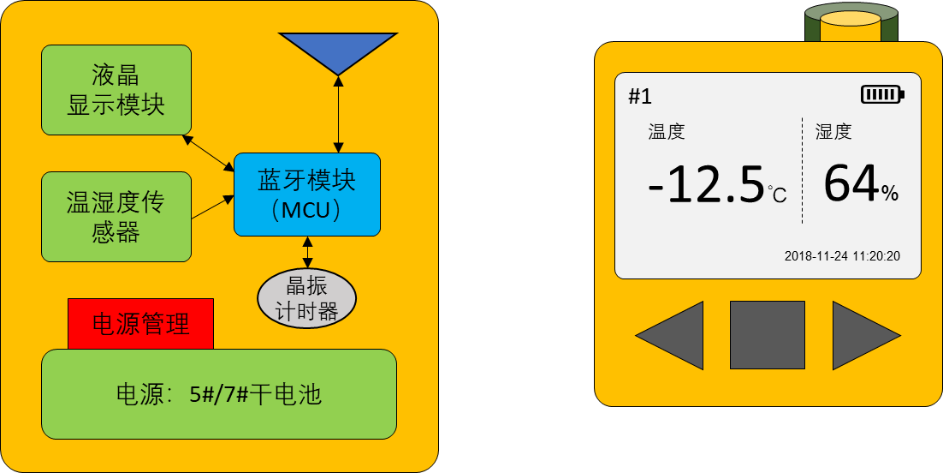 液晶
显示模块
温湿度传
感器
蓝牙模块
（MCU）
晶振
计时器
电源管理
电源：5#/7#干电池
#1
温度
湿度
-12.5℃
64%
2018-11-24 11:20:20